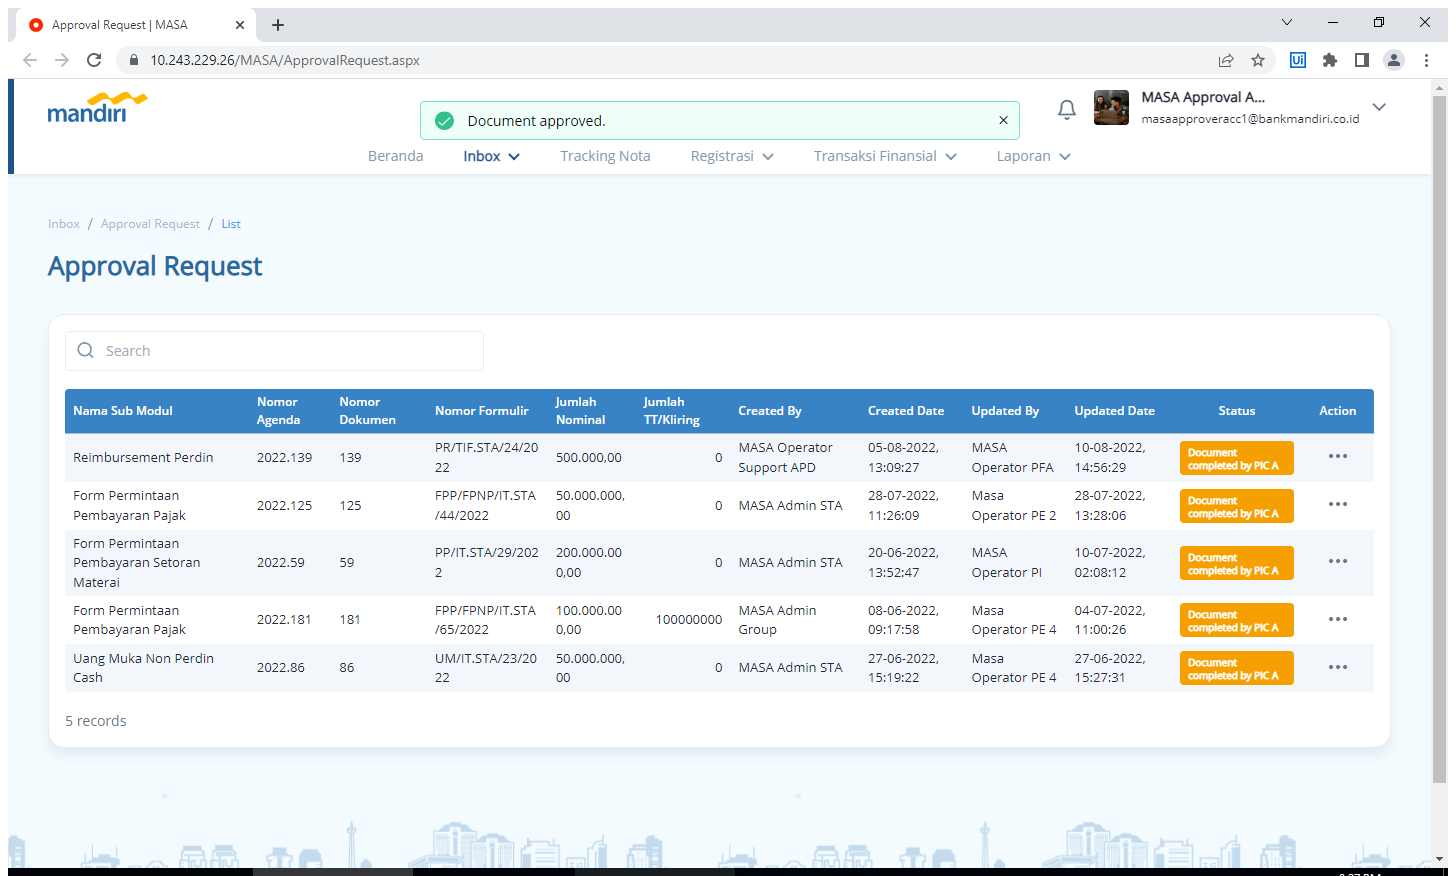 Approval Request | MASA
10.243.229.26/MASA/ApprovalRequest.aspx
Ui
mandiri
Document approved.
MASA Approval A...
masaapproveracc1@bankmandiri.co.id
Beranda Inbox Tracking Nota Registrasi Transaksi Finansial Laporan
Inbox / Approval Request / List
Approval Request
Search
Nama Sub Modul Nomor Agenda Nomor Dokumen Nomor Formulir Jumlah Nominal Jumlah TT/Kliring Created By Created Date Updated By Updated Date Status Action
Reimbursement Perdin 2022.139 139 PR/TIF.STA/24/2022 500.000,00 0 MASA Operator Support APD 05-08-2022, 13:09:27 MASA Operator PFA 10-08-2022, 14:56:29 Document completed by PIC A
Form Permintaan Pembayaran Pajak 2022.125 125 FPP/FPNP/IT.STA/44/2022 50.000.000,00 0 MASA Admin STA 28-07-2022, 11:26:09 Masa Operator PE 2 28-07-2022, 13:28:06 Document completed by PIC A
Form Permintaan Pembayaran Setoran Materai 2022.59 59 PP/IT.STA/29/2022 200.000.000,00 0 MASA Admin STA 20-06-2022, 13:52:47 MASA Operator PI 10-07-2022, 02:08:12 Document completed by PIC A
Form Permintaan Pembayaran Pajak 2022.181 181 FPP/FPNP/IT.STA/65/2022 100.000.000,00 100000000 MASA Admin Group 08-06-2022, 09:17:58 Masa Operator PE 4 04-07-2022, 11:00:26 Document completed by PIC A
Uang Muka Non Perdin Cash 2022.86 86 UM/IT.STA/23/2022 50.000.000,00 0 MASA Admin STA 27-06-2022, 15:19:22 Masa Operator PE 4 27-06-2022, 15:27:31 Document completed by PIC A
5 records